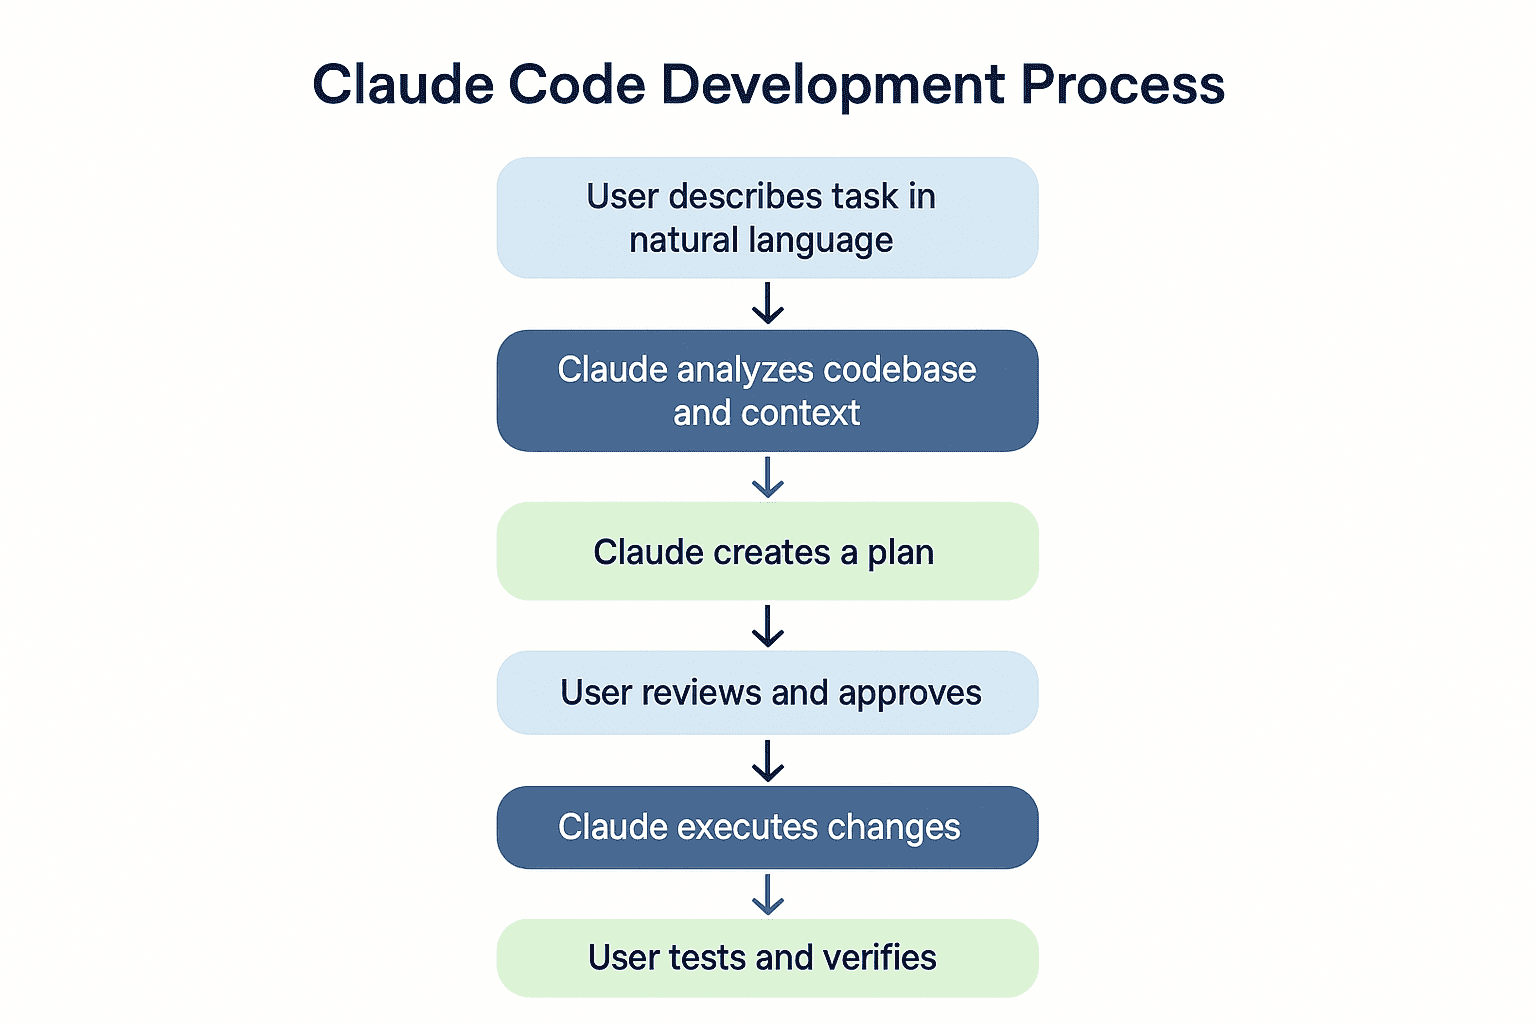 Claude Code Development Process
User describes task in
natural language
Claude analyzes codebase
and context
Claude creates a plan
User reviews and approves
Claude executes changes
User tests and verifies